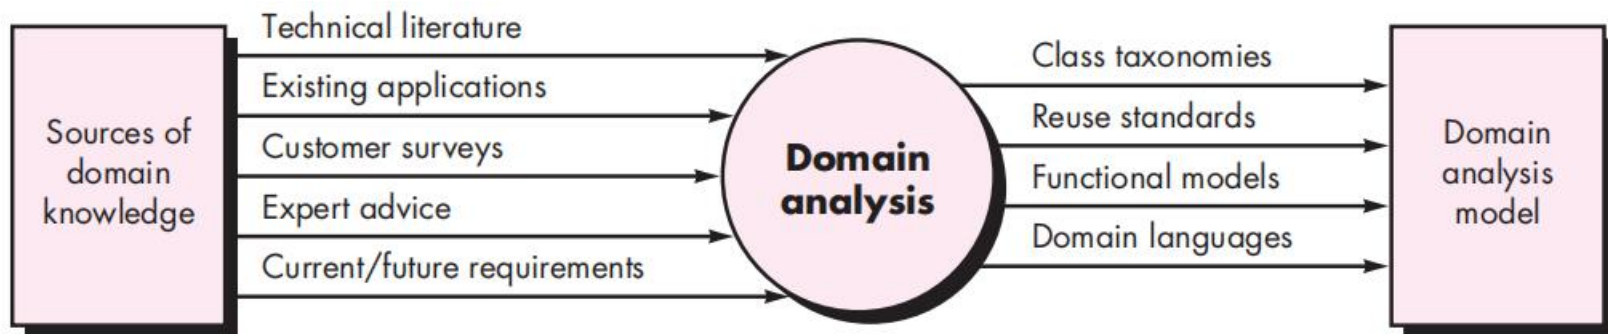 Sources of
domain
knowledge
Technical literature
Existing applications
Customer surveys
Expert advice
Current/future requirements
Domain
analysis
Class taxonomies
Reuse standards
Functional models
Domain languages
Domain
analysis
model